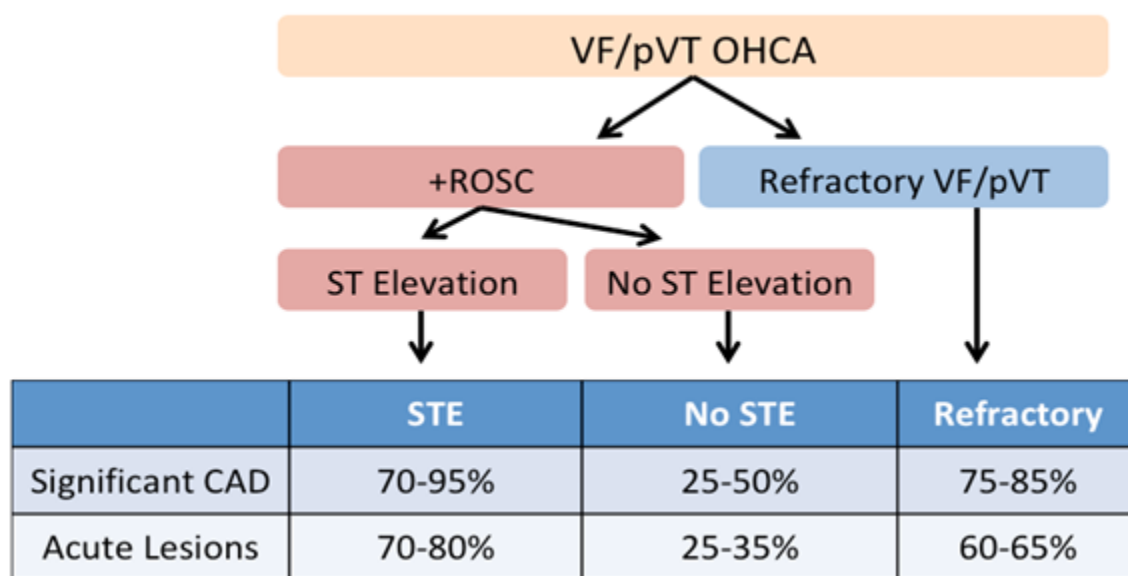 VF/pVT OHCA
+ROSC
Refractory VF/pVT
ST Elevation
No ST Elevation
STE No STE Refractory
Significant CAD 70-95% 25-50% 75-85%
Acute Lesions 70-80% 25-35% 60-65%